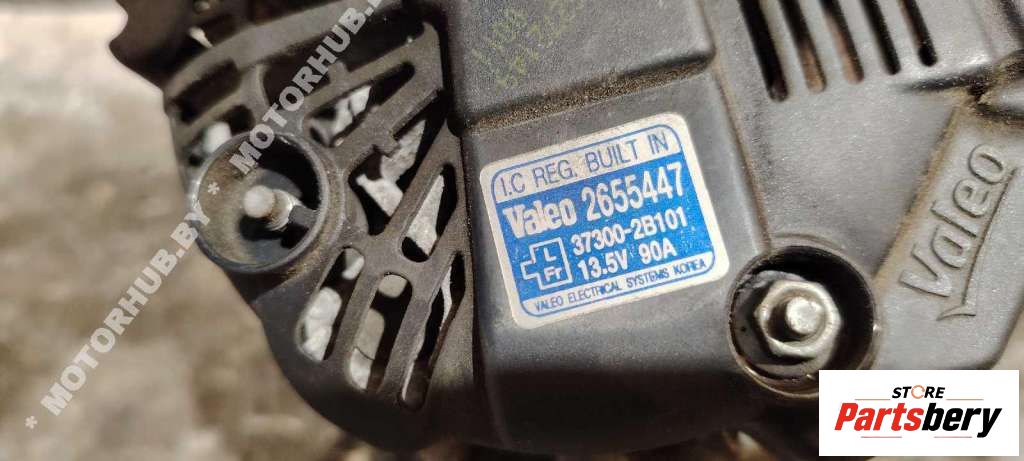 I.C REG. BUILT IN
Valeo 2655447
37300-2B101
L
Fr
13.5V 90A
VALEO ELECTRICAL SYSTEMS KOREA
Valeo
* MOTORHUB.BY * MOTORHUB.BY
STORE
Partsbery